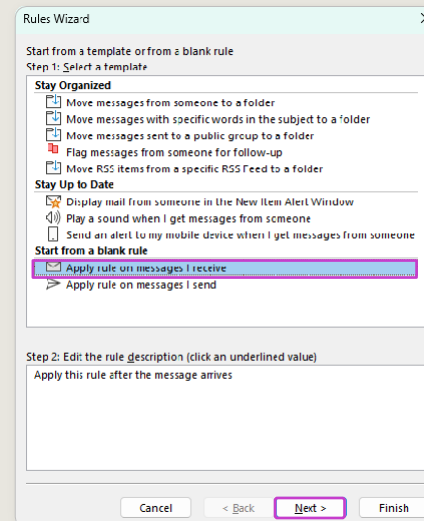 Rules Wizard
Start from a template or from a blank rule
Step 1: Select a template
Stay Organized
Move messages from someone to a folder
Move messages with specific words in the subject to a folder
Move messages sent to a public group to a folder
Flag messages from someone for follow-up
Move RSS items from a specific RSS Feed to a folder
Stay Up to Date
Display mail from someone in the New Item Alert Window
Play a sound when I get messages from someone
Send an alert to my mobile device when I get messages from someone
Start from a blank rule
Apply rule on messages I receive
Apply rule on messages I send
Step 2: Edit the rule description (click an underlined value)
Apply this rule after the message arrives
Cancel < Back Next > Finish